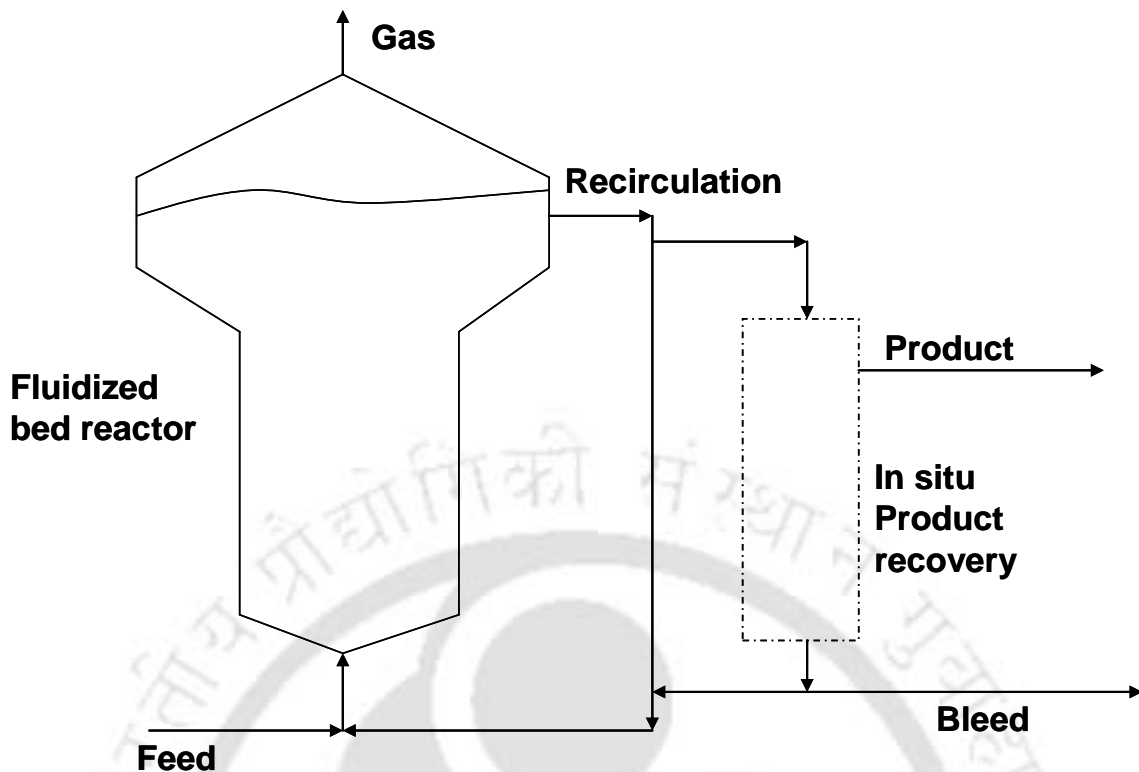 Gas
Recirculation
Product
Fluidized
bed reactor
In situ
Product
recovery
Bleed
Feed